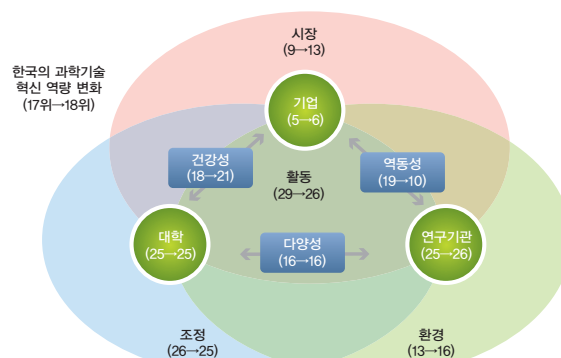 시장
(9→13)
한국의 과학기술
혁신 역량 변화
(17위→18위)
기업
(5→6)
건강성
(18→21)
역동성
(19→10)
활동
(29→26)
대학
(25→25)
다양성
(16→16)
연구기관
(25→26)
조정
(26→25)
환경
(13→16)